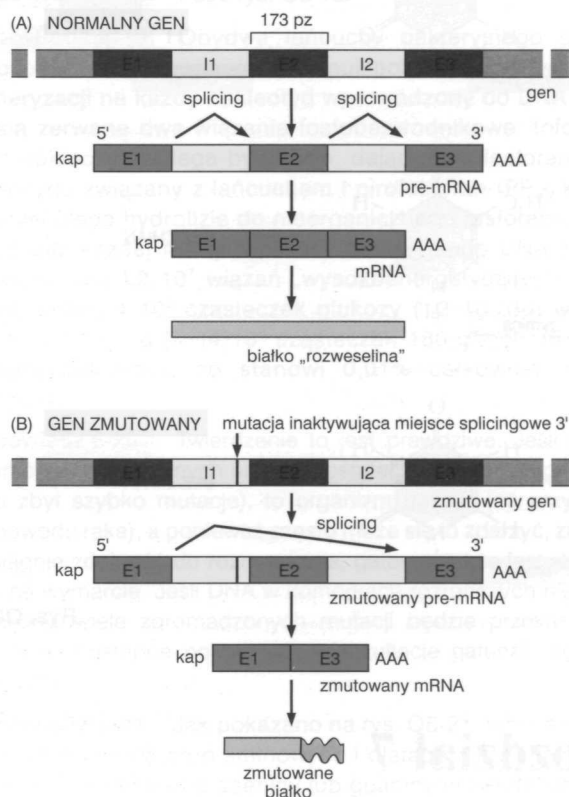 (A) NORMALNY GEN
173 pz
E1 I1 E2 I2 E3
gen
splicing splicing
5' 3'
kap E1 E2 E3 AAA
pre-mRNA
kap E1 E2 E3 AAA
mRNA
białko „rozweselina"
(B) GEN ZMUTOWANY mutacja inaktywująca miejsce splicingowe 3'
E1 E2 I2 E3
zmutowany gen
splicing
5' 3'
kap E1 E2 E3 AAA
zmutowany pre-mRNA
kap E1 E3 AAA
zmutowany mRNA
zmutowane
białko